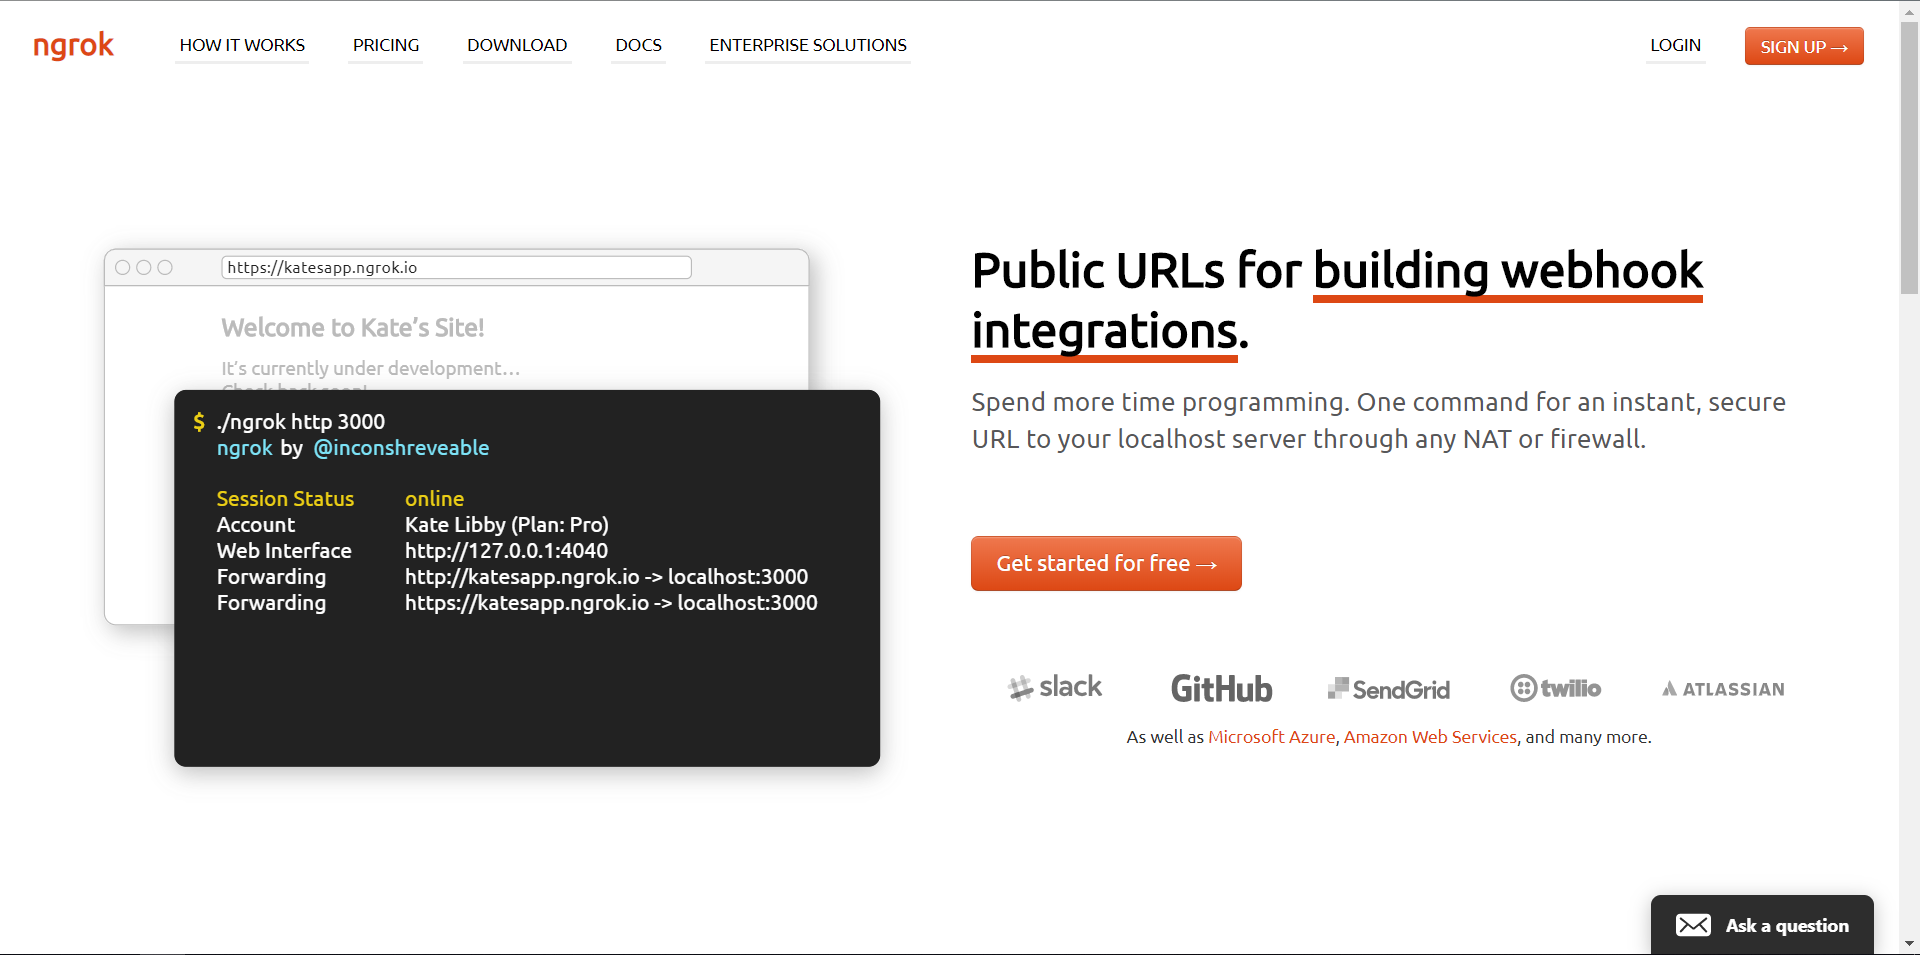 ngrok HOW IT WORKS PRICING DOWNLOAD DOCS ENTERPRISE SOLUTIONS LOGIN SIGN UP →
https://katesapp.ngrok.io
Welcome to Kate's Site!
It's currently under development...
$ ./ngrok http 3000
ngrok by @inconshreveable
Session Status online
Account Kate Libby (Plan: Pro)
Web Interface http://127.0.0.1:4040
Forwarding http://katesapp.ngrok.io -> localhost:3000
Forwarding https://katesapp.ngrok.io -> localhost:3000
Public URLs for building webhook
integrations.
Spend more time programming. One command for an instant, secure
URL to your localhost server through any NAT or firewall.
Get started for free →
slack GitHub SendGrid twilio ATLASSIAN
As well as Microsoft Azure, Amazon Web Services, and many more.
Ask a question